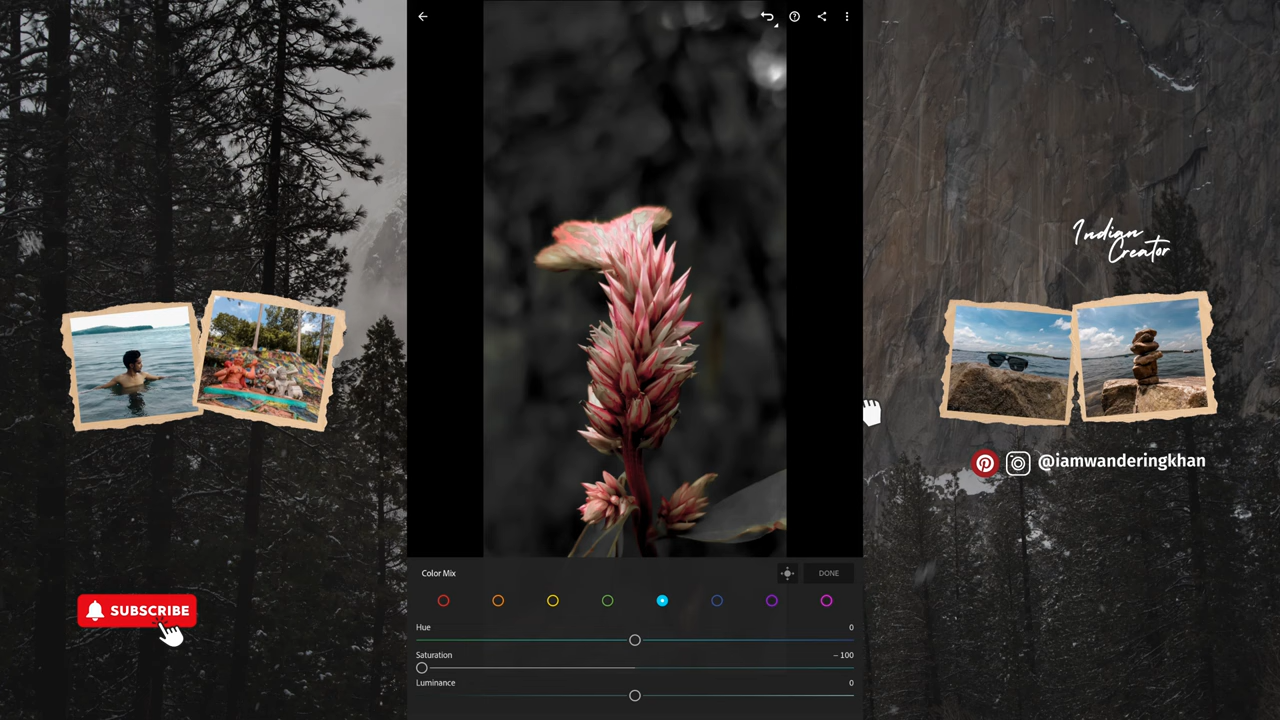 Indian
Creator
@iamwanderingkhan
SUBSCRIBE
Color Mix
DONE
Hue
0
Saturation
– 100
Luminance
0